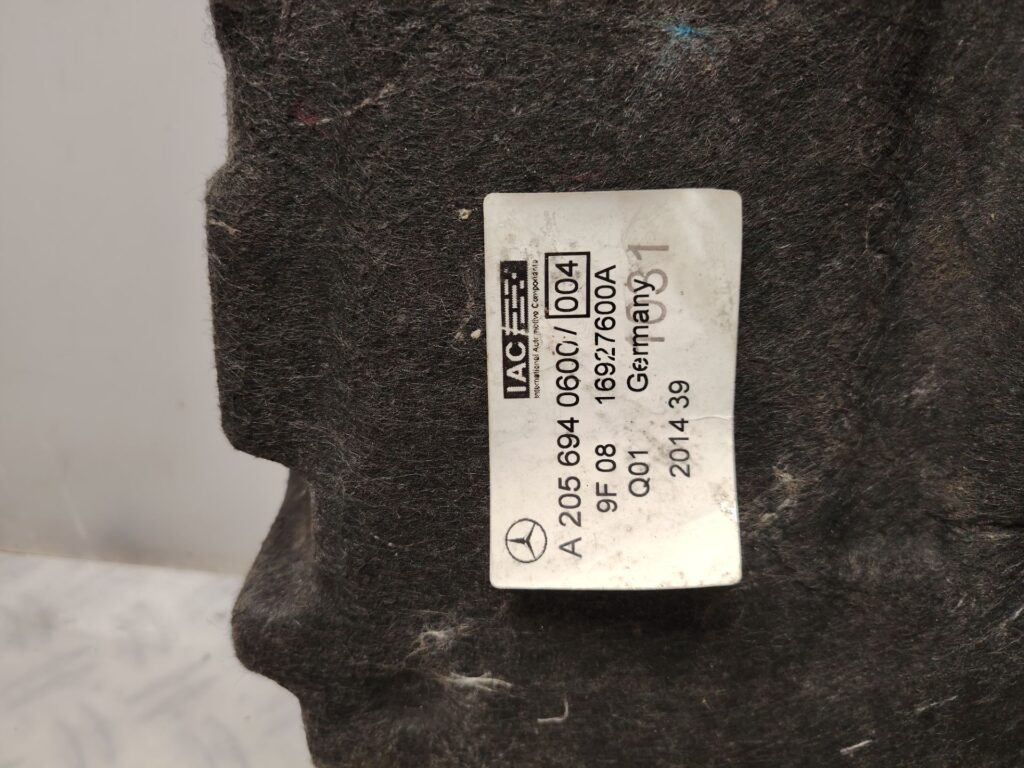 IAC
International Automotive Components
A 205 694 0600/ 004
9F 08 16927600A
Q01 Germany
1031
2014 39